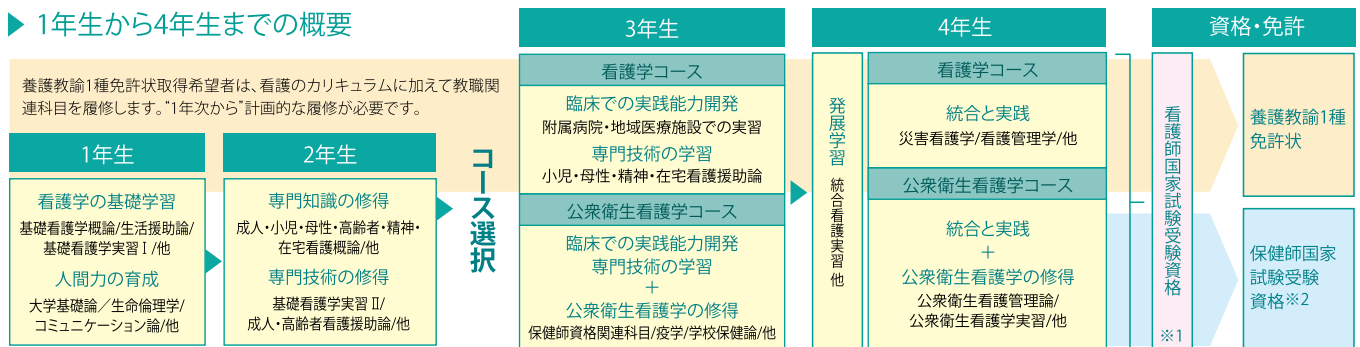 1年生から4年生までの概要
養護教諭1種免許状取得希望者は、看護のカリキュラムに加えて教職関
連科目を履修します。“1年次から”計画的な履修が必要です。
1年生
看護学の基礎学習
基礎看護学概論/生活援助論/
基礎看護学実習Ⅰ/他
人間力の育成
大学基礎論／生命倫理学/
コミュニケーション論/他
2年生
専門知識の修得
成人・小児・母性・高齢者・精神・
在宅看護概論/他
専門技術の修得
基礎看護学実習Ⅱ/
成人・高齢者看護援助論/他
コース選択
3年生
看護学コース
臨床での実践能力開発
附属病院・地域医療施設での実習
専門技術の学習
小児・母性・精神・在宅看護援助論
公衆衛生看護学コース
臨床での実践能力開発
専門技術の学習
＋
公衆衛生看護学の修得
保健師資格関連科目/疫学/学校保健論/他
4年生
発展学習 統合看護実習 他
看護学コース
統合と実践
災害看護学/看護管理学/他
公衆衛生看護学コース
統合と実践
＋
公衆衛生看護学の修得
公衆衛生看護管理論/
公衆衛生看護学実習/他
資格・免許
看護師国家試験受験資格
※1
養護教諭1種
免許状
保健師国家
試験受験
資格※2